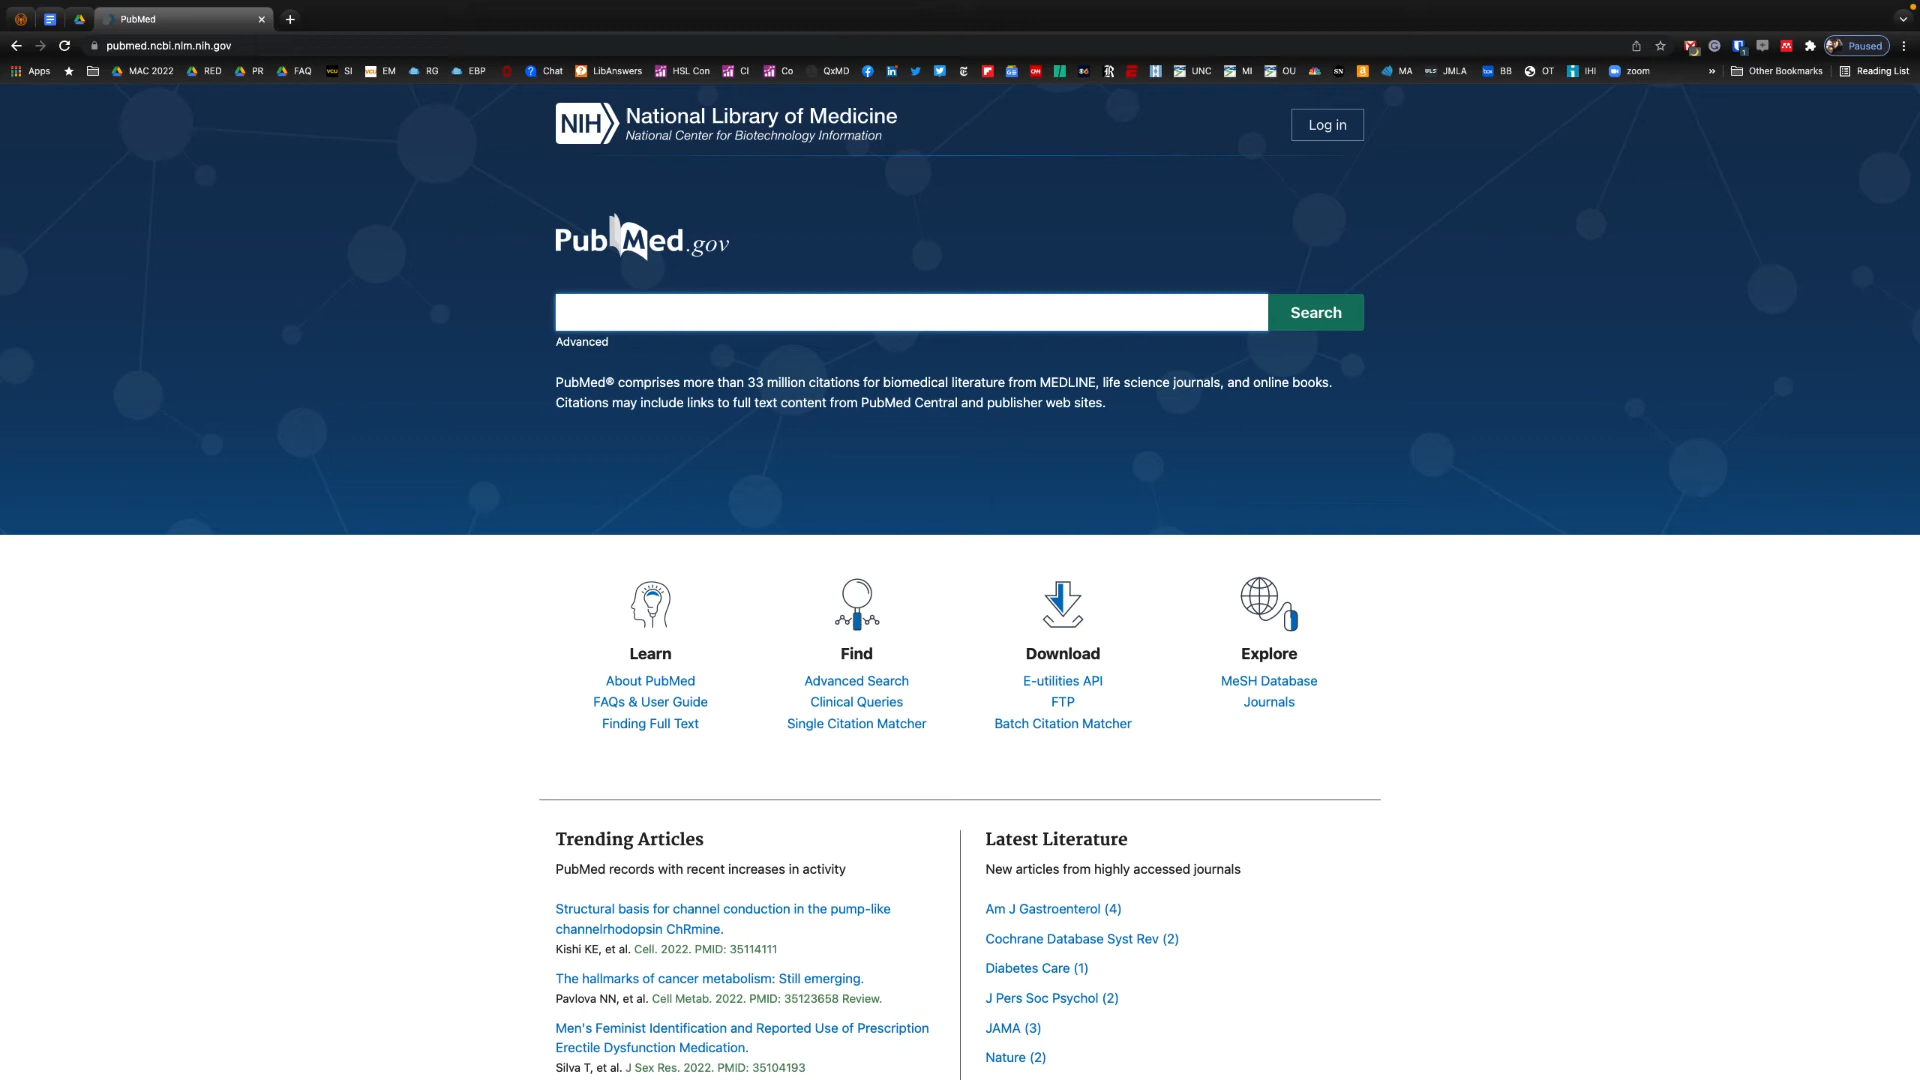 PubMed
pubmed.ncbi.nlm.nih.gov
Paused
Apps
MAC 2022
RED
PR
FAQ
SI
EM
RG
EBP
Chat
LibAnswers
HSL Con
CI
Co
QxMD
UNC
MI
OU
MA
JMLA
BB
OT
IHI
zoom
Other Bookmarks
Reading List
NIH
National Library of Medicine
National Center for Biotechnology Information
Log in
PubMed.gov
Search
Advanced
PubMed® comprises more than 33 million citations for biomedical literature from MEDLINE, life science journals, and online books.
Citations may include links to full text content from PubMed Central and publisher web sites.
Learn
About PubMed
FAQs & User Guide
Finding Full Text
Find
Advanced Search
Clinical Queries
Single Citation Matcher
Download
E-utilities API
FTP
Batch Citation Matcher
Explore
MeSH Database
Journals
Trending Articles
PubMed records with recent increases in activity
Structural basis for channel conduction in the pump-like
channelrhodopsin ChRmine.
Kishi KE, et al. Cell. 2022. PMID: 35114111
The hallmarks of cancer metabolism: Still emerging.
Pavlova NN, et al. Cell Metab. 2022. PMID: 35123658 Review.
Men's Feminist Identification and Reported Use of Prescription
Erectile Dysfunction Medication.
Silva T, et al. J Sex Res. 2022. PMID: 35104193
Latest Literature
New articles from highly accessed journals
Am J Gastroenterol (4)
Cochrane Database Syst Rev (2)
Diabetes Care (1)
J Pers Soc Psychol (2)
JAMA (3)
Nature (2)